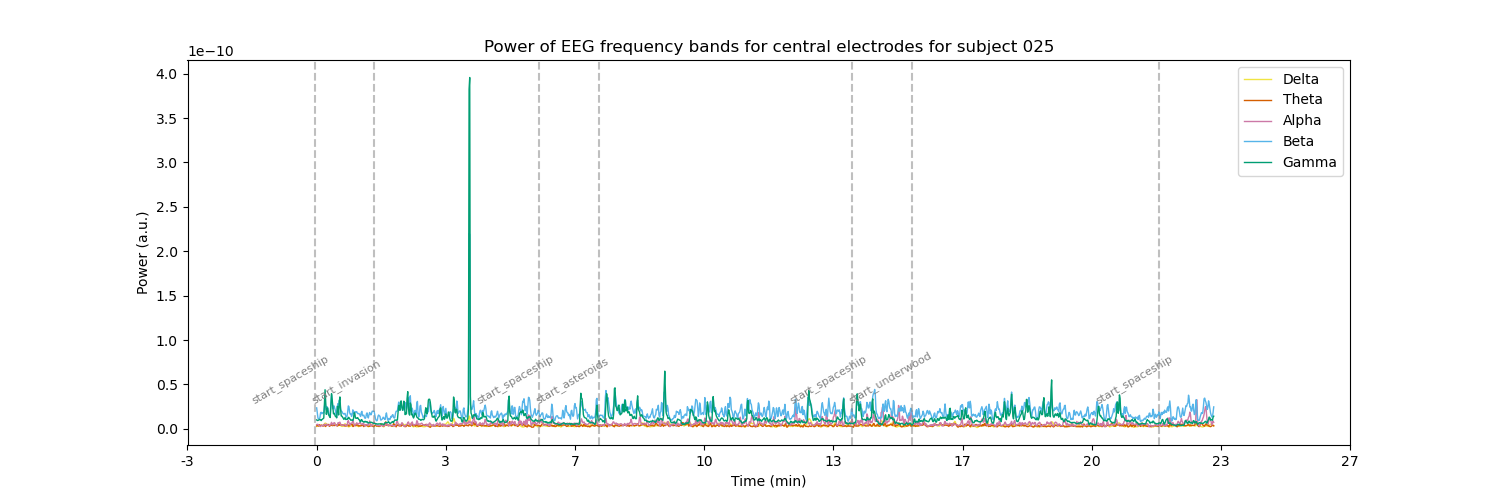 Power of EEG frequency bands for central electrodes for subject 025
1e−10
4.0
3.5
3.0
2.5
2.0
1.5
1.0
0.5
0.0
Power (a.u.)
Delta
Theta
Alpha
Beta
Gamma
start_spaceship
start_invasion
start_spaceship
start_asteroids
start_spaceship
start_underwood
start_spaceship
-3 0 3 7 10 13 17 20 23 27
Time (min)